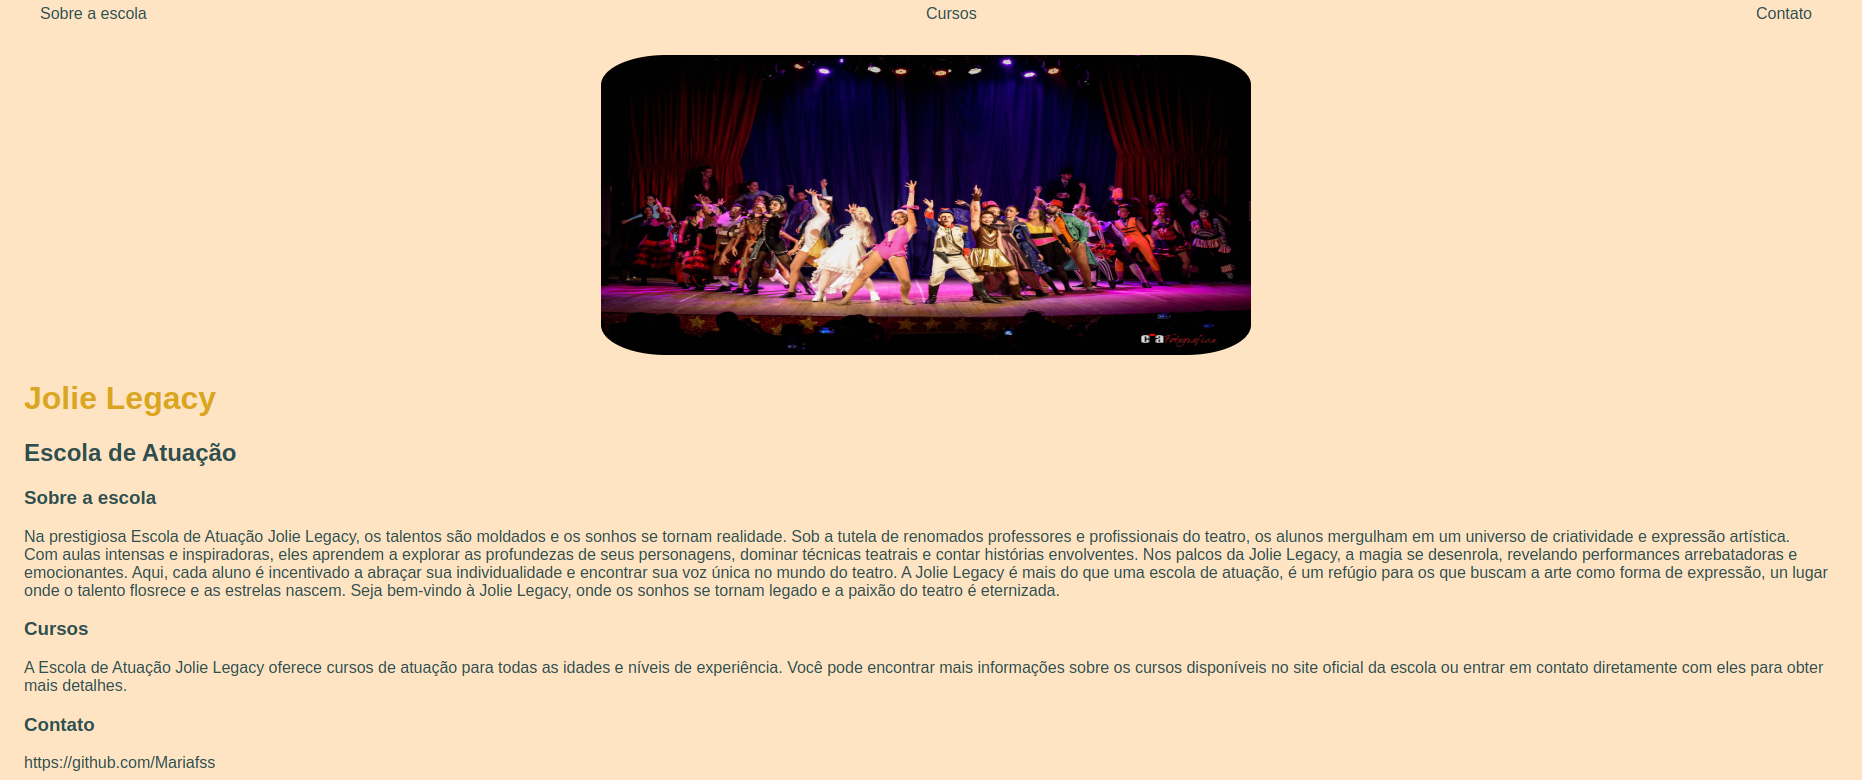 Sobre a escola
Cursos
Contato
cia Fotografica
Jolie Legacy
Escola de Atuação
Sobre a escola
Na prestigiosa Escola de Atuação Jolie Legacy, os talentos são moldados e os sonhos se tornam realidade. Sob a tutela de renomados professores e profissionais do teatro, os alunos mergulham em um universo de criatividade e expressão artística.
Com aulas intensas e inspiradoras, eles aprendem a explorar as profundezas de seus personagens, dominar técnicas teatrais e contar histórias envolventes. Nos palcos da Jolie Legacy, a magia se desenrola, revelando performances arrebatadoras e
emocionantes. Aqui, cada aluno é incentivado a abraçar sua individualidade e encontrar sua voz única no mundo do teatro. A Jolie Legacy é mais do que uma escola de atuação, é um refúgio para os que buscam a arte como forma de expressão, un lugar
onde o talento flosrece e as estrelas nascem. Seja bem-vindo à Jolie Legacy, onde os sonhos se tornam legado e a paixão do teatro é eternizada.
Cursos
A Escola de Atuação Jolie Legacy oferece cursos de atuação para todas as idades e níveis de experiência. Você pode encontrar mais informações sobre os cursos disponíveis no site oficial da escola ou entrar em contato diretamente com eles para obter
mais detalhes.
Contato
https://github.com/Mariafss